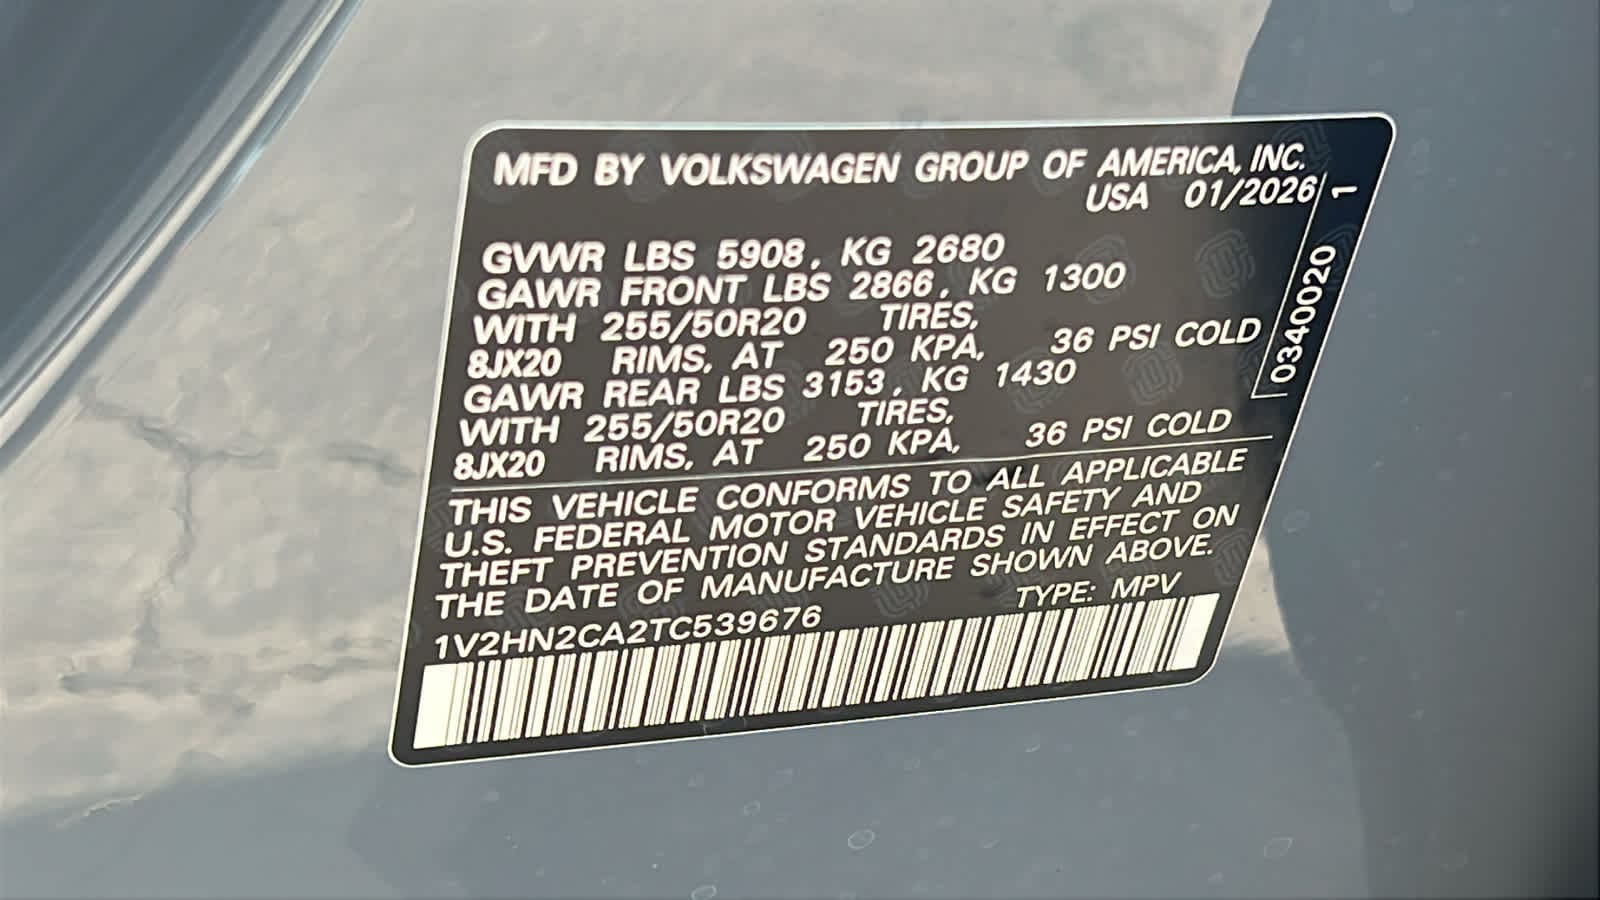 MFD BY VOLKSWAGEN GROUP OF AMERICA, INC.
USA 01/2026
GVWR LBS 5908, KG 2680
GAWR FRONT LBS 2866, KG 1300
WITH 255/50R20 TIRES,
8JX20 RIMS, AT 250 KPA, 36 PSI COLD
GAWR REAR LBS 3153, KG 1430
WITH 255/50R20 TIRES,
8JX20 RIMS, AT 250 KPA, 36 PSI COLD
THIS VEHICLE CONFORMS TO ALL APPLICABLE
U.S. FEDERAL MOTOR VEHICLE SAFETY AND
THEFT PREVENTION STANDARDS IN EFFECT ON
THE DATE OF MANUFACTURE SHOWN ABOVE.
1V2HN2CA2TC539676 TYPE: MPV
0340020 1